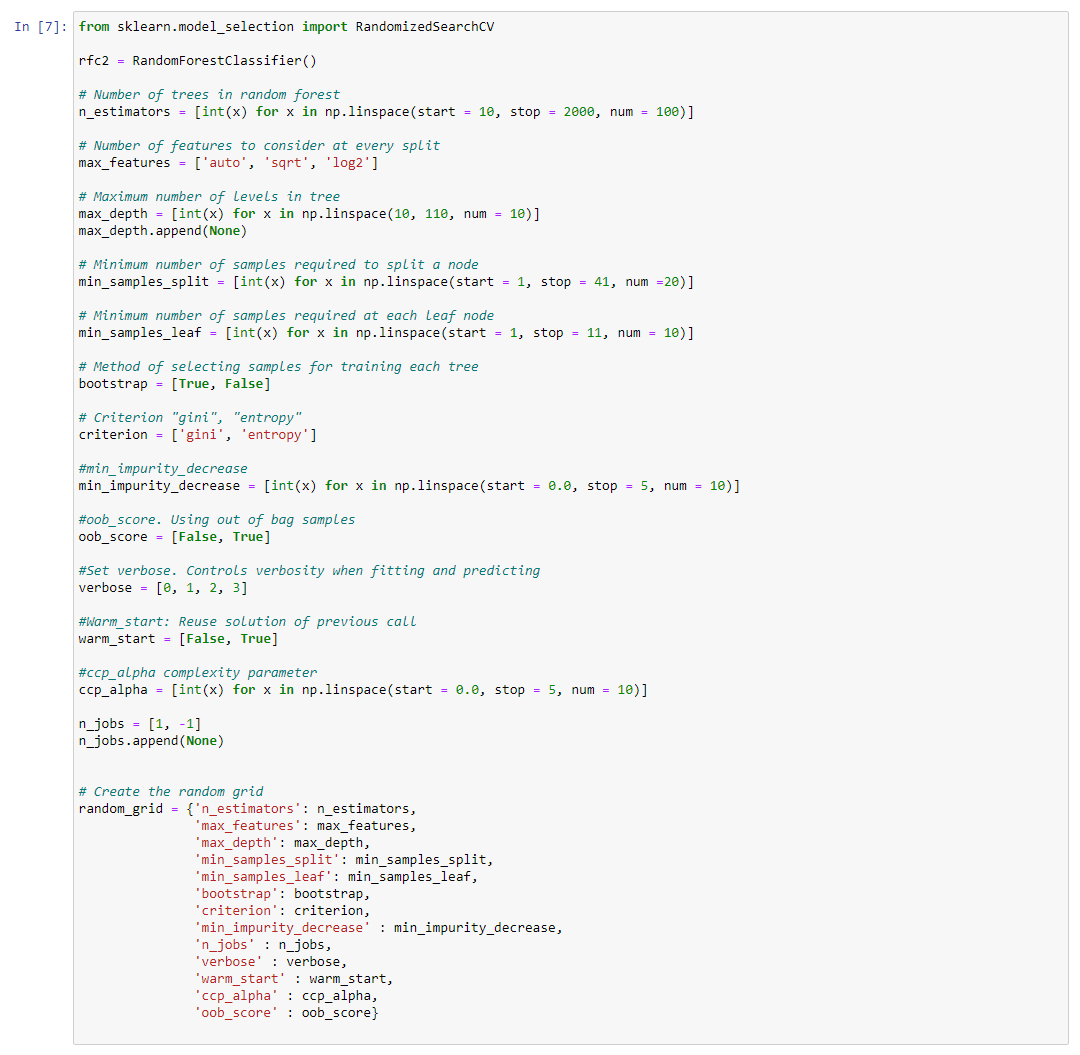 In [7]: from sklearn.model_selection import RandomizedSearchCV

rfc2 = RandomForestClassifier()

# Number of trees in random forest
n_estimators = [int(x) for x in np.linspace(start = 10, stop = 2000, num = 100)]

# Number of features to consider at every split
max_features = ['auto', 'sqrt', 'log2']

# Maximum number of levels in tree
max_depth = [int(x) for x in np.linspace(10, 110, num = 10)]
max_depth.append(None)

# Minimum number of samples required to split a node
min_samples_split = [int(x) for x in np.linspace(start = 1, stop = 41, num =20)]

# Minimum number of samples required at each leaf node
min_samples_leaf = [int(x) for x in np.linspace(start = 1, stop = 11, num = 10)]

# Method of selecting samples for training each tree
bootstrap = [True, False]

# Criterion "gini", "entropy"
criterion = ['gini', 'entropy']

#min_impurity_decrease
min_impurity_decrease = [int(x) for x in np.linspace(start = 0.0, stop = 5, num = 10)]

#oob_score. Using out of bag samples
oob_score = [False, True]

#Set verbose. Controls verbosity when fitting and predicting
verbose = [0, 1, 2, 3]

#Warm_start: Reuse solution of previous call
warm_start = [False, True]

#ccp_alpha complexity parameter
ccp_alpha = [int(x) for x in np.linspace(start = 0.0, stop = 5, num = 10)]

n_jobs = [1, -1]
n_jobs.append(None)


# Create the random grid
random_grid = {'n_estimators': n_estimators,
               'max_features': max_features,
               'max_depth': max_depth,
               'min_samples_split': min_samples_split,
               'min_samples_leaf': min_samples_leaf,
               'bootstrap': bootstrap,
               'criterion': criterion,
               'min_impurity_decrease' : min_impurity_decrease,
               'n_jobs' : n_jobs,
               'verbose' : verbose,
               'warm_start' : warm_start,
               'ccp_alpha' : ccp_alpha,
               'oob_score' : oob_score}